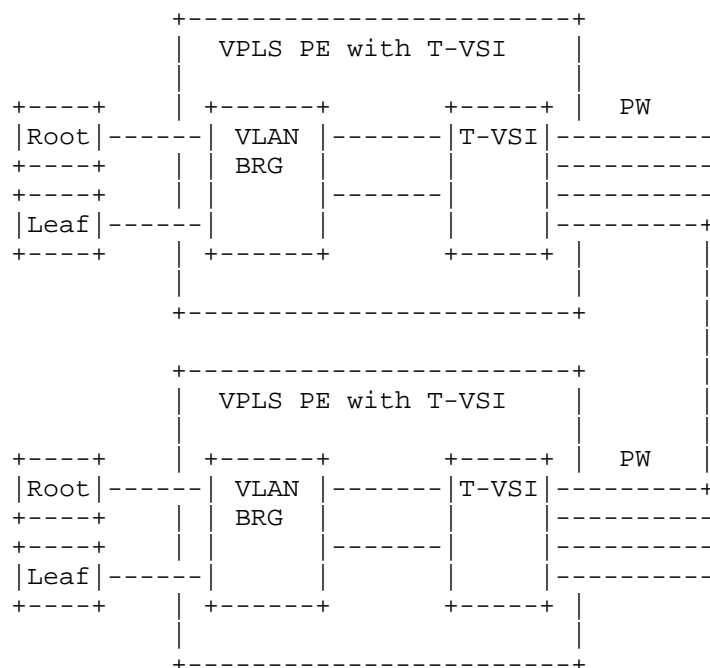 VPLS PE with T-VSI
PW
Root VLAN T-VSI
BRG
Leaf
VPLS PE with T-VSI
PW
Root VLAN T-VSI
BRG
Leaf